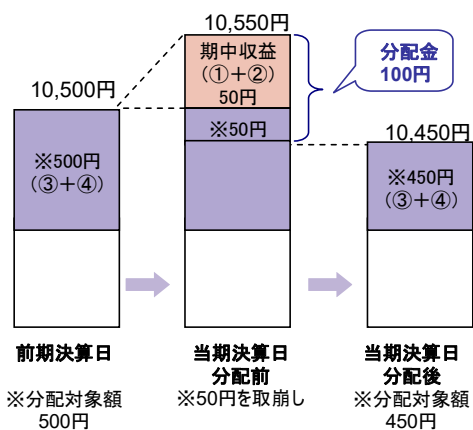 10,550円
期中収益
(①+②)
50円
分配金
100円
10,500円
※50円
10,450円
※500円
(③+④)
※450円
(③+④)
前期決算日
当期決算日
分配前
当期決算日
分配後
※分配対象額
500円
※50円を取崩し
※分配対象額
450円